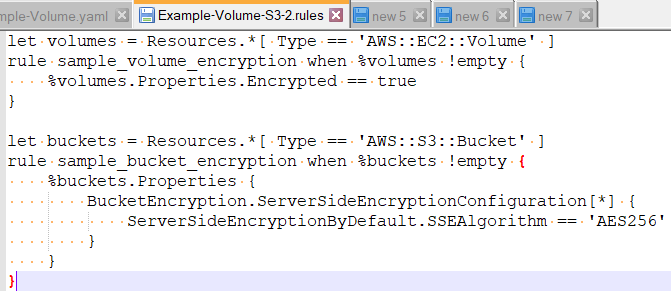 mple-Volume.yaml Example-Volume-S3-2.rules new 5 new 6 new 7
let volumes = Resources.*[ Type == 'AWS::EC2::Volume' ]
rule sample_volume_encryption when %volumes !empty {
    %volumes.Properties.Encrypted == true
}

let buckets = Resources.*[ Type == 'AWS::S3::Bucket' ]
rule sample_bucket_encryption when %buckets !empty {
    %buckets.Properties {
        BucketEncryption.ServerSideEncryptionConfiguration[*] {
            ServerSideEncryptionByDefault.SSEAlgorithm == 'AES256'
        }
    }
}